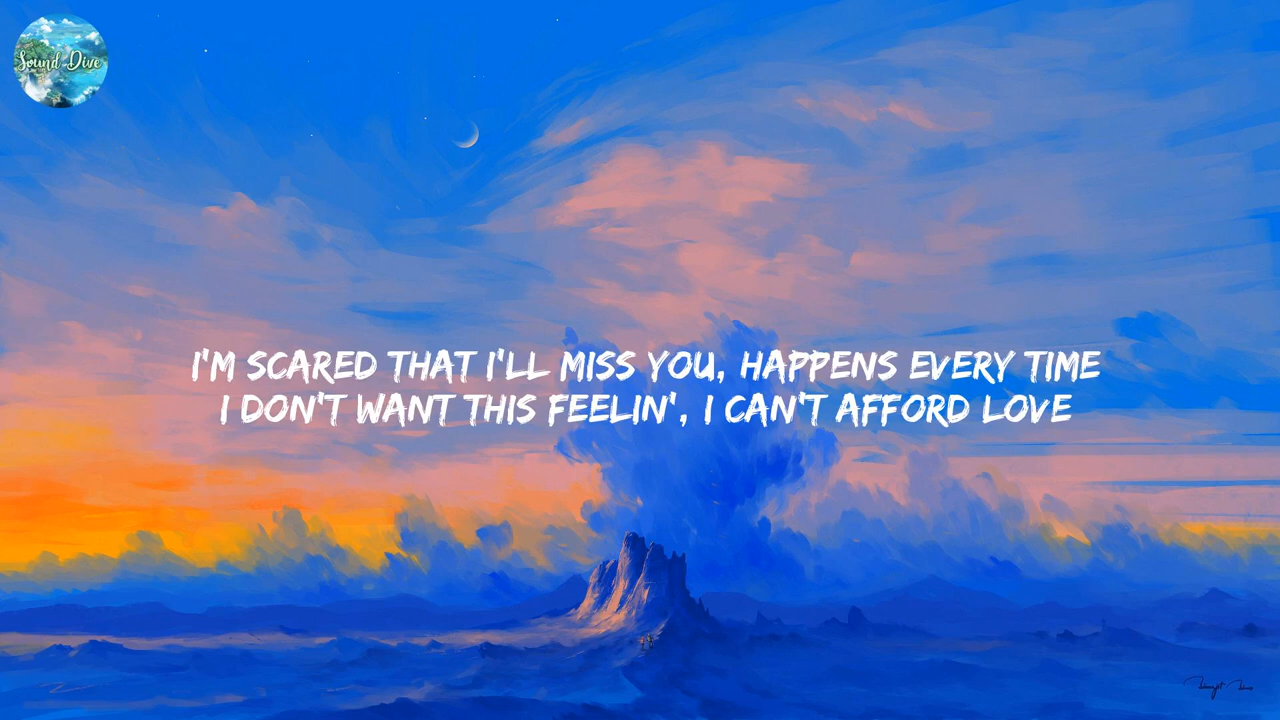 Sound Dive
I'M SCARED THAT I'LL MISS YOU, HAPPENS EVERY TIME
I DON'T WANT THIS FEELIN', I CAN'T AFFORD LOVE